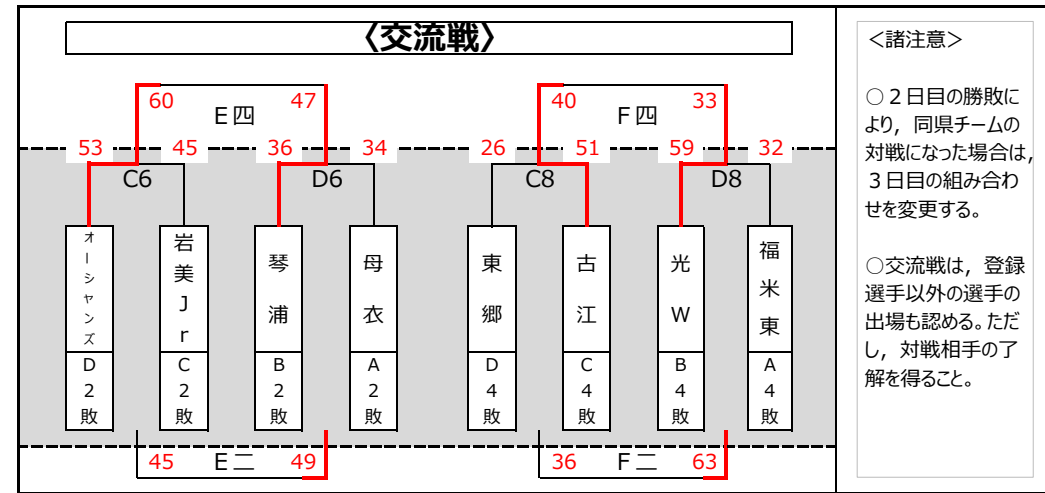 〈交流戦〉
60 E四 47
40 F四 33
53 45 36 34 26 51 59 32
C6 D6 C8 D8
オーシャンズ
岩美Jr
琴浦
母衣
東郷
古江
光W
福米東
D2敗
C2敗
B2敗
A2敗
D4敗
C4敗
B4敗
A4敗
45 E二 49
36 F二 63
＜諸注意＞
○２日目の勝敗に
より，同県チームの
対戦になった場合は，
３日目の組み合わ
せを変更する。
○交流戦は，登録
選手以外の選手の
出場も認める。ただ
し，対戦相手の了
解を得ること。